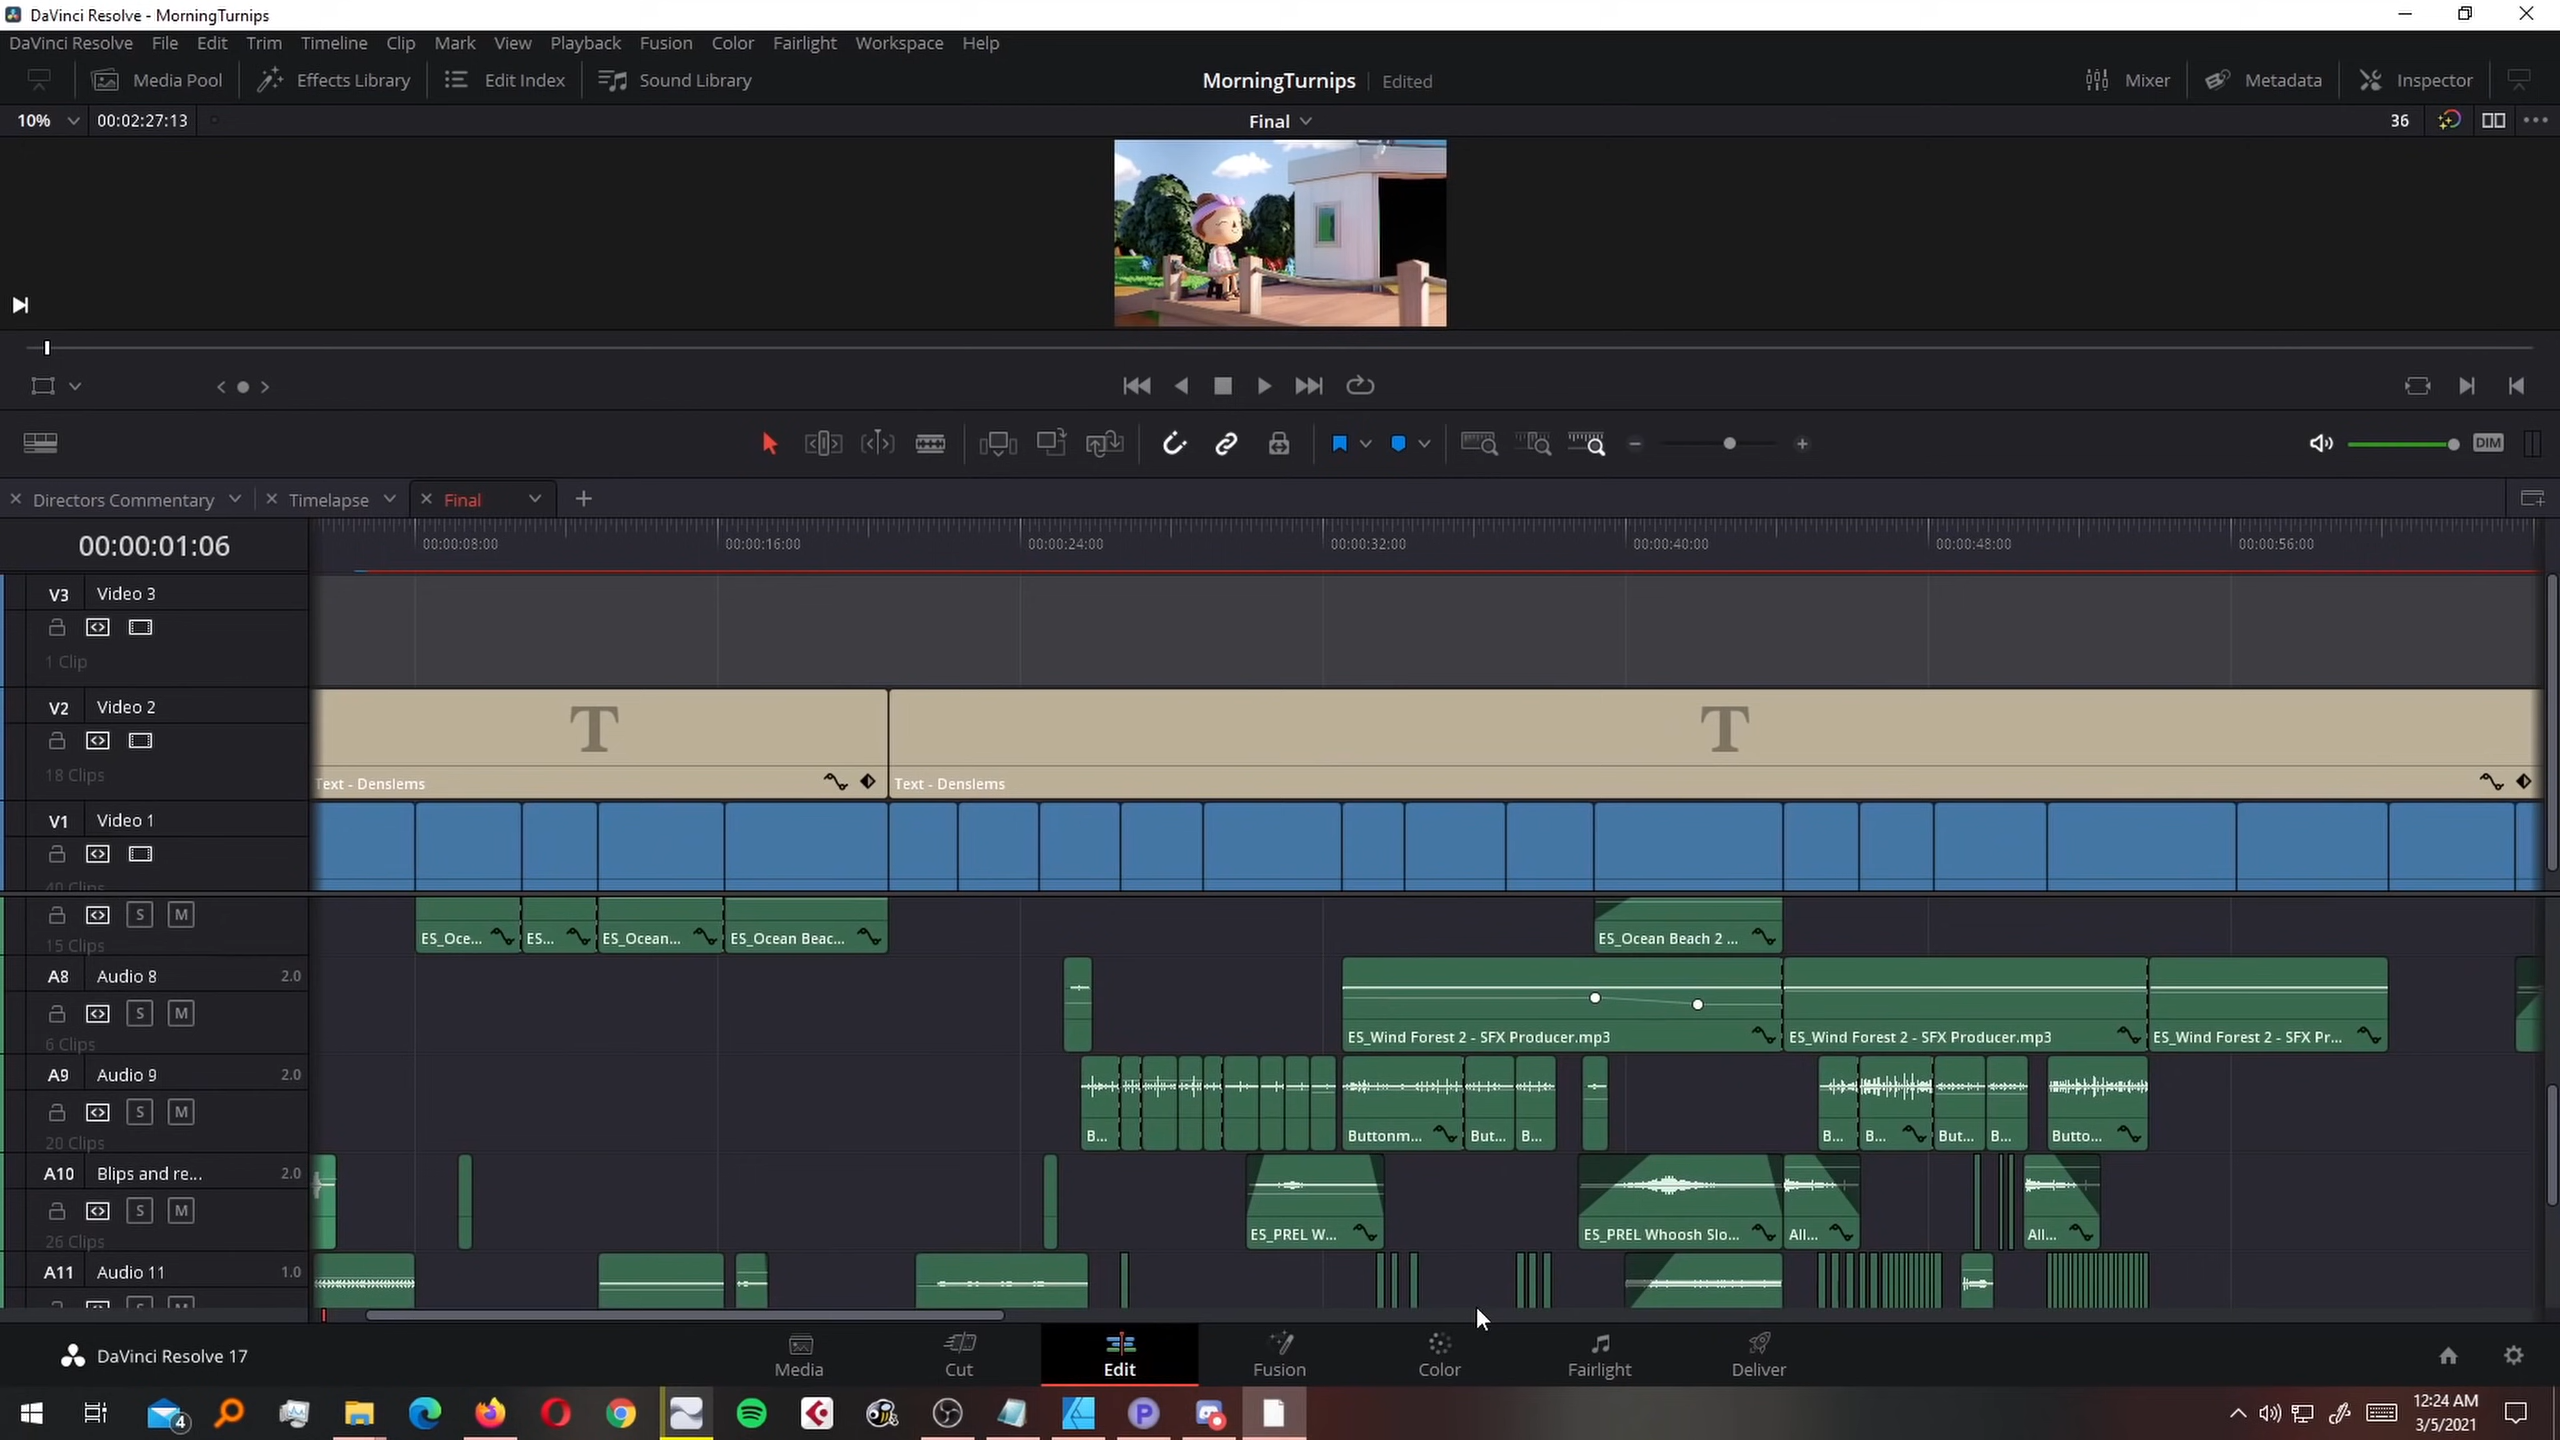 DaVinci Resolve - MorningTurnips
DaVinci Resolve File Edit Trim Timeline Clip Mark View Playback Fusion Color Fairlight Workspace Help
Media Pool Effects Library Edit Index Sound Library MorningTurnips Edited Mixer Metadata Inspector
10% 00:02:27:13 Final 36
DIM
Directors Commentary Timelapse Final
00:00:01:06 00:00:08:00 00:00:16:00 00:00:24:00 00:00:32:00 00:00:40:00 00:00:48:00 00:00:56:00
V3 Video 3
1 Clip
V2 Video 2
T T
18 Clips
Text - Denslems Text - Denslems
V1 Video 1
40 Clips
S M
15 Clips ES_Oce... ES... ES_Ocean... ES_Ocean Beac... ES_Ocean Beach 2 ...
A8 Audio 8 2.0
S M
6 Clips ES_Wind Forest 2 - SFX Producer.mp3 ES_Wind Forest 2 - SFX Producer.mp3 ES_Wind Forest 2 - SFX Pr...
A9 Audio 9 2.0
S M
20 Clips B... Buttonm... But... B... B... B... But... B... Butto...
A10 Blips and re... 2.0
S M
26 Clips ES_PREL W... ES_PREL Whoosh Slo... All... All...
A11 Audio 11 1.0
S M
DaVinci Resolve 17 Media Cut Edit Fusion Color Fairlight Deliver
4
12:24 AM
3/5/2021